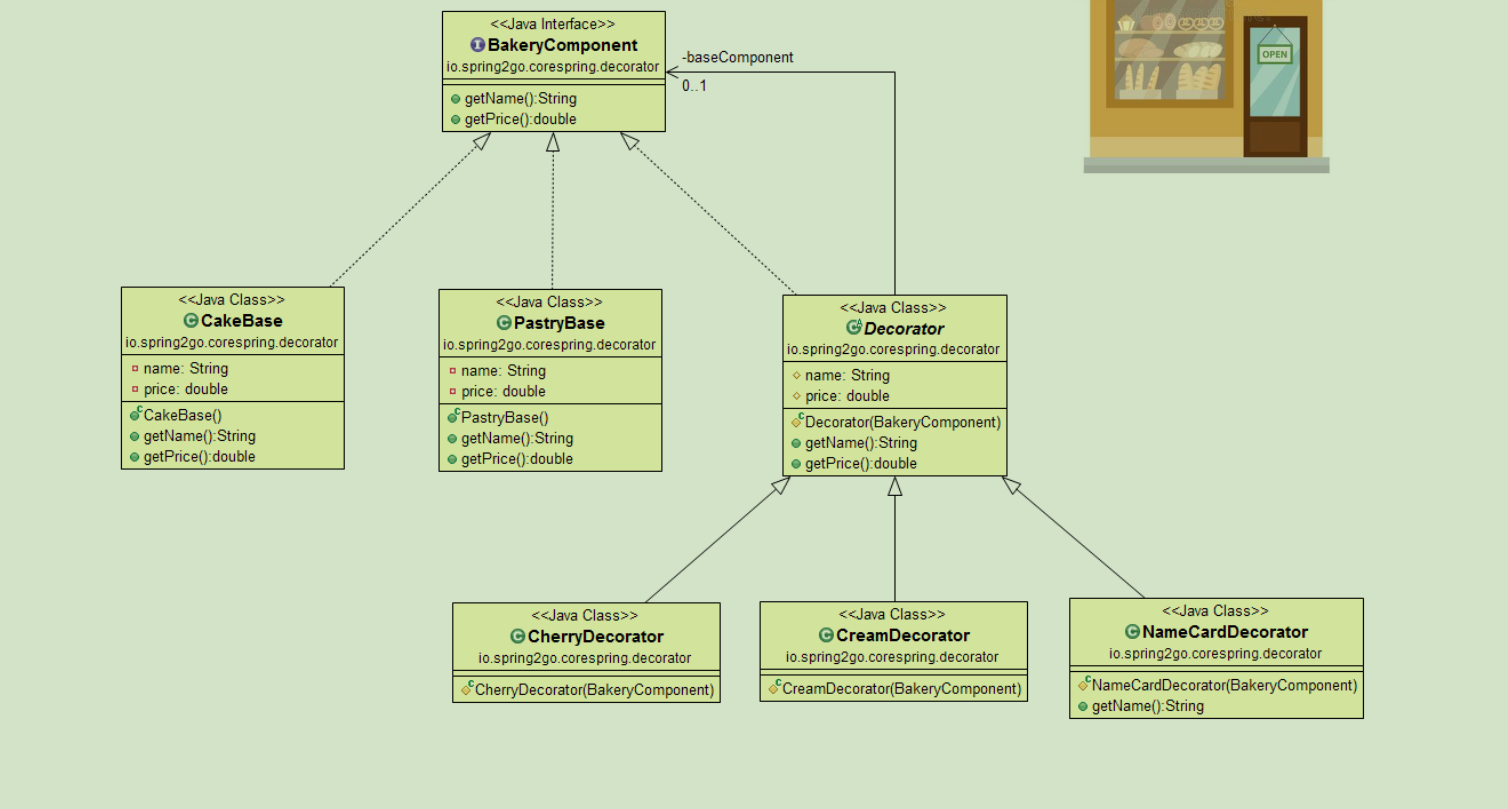 <<Java Interface>>
BakeryComponent
io.spring2go.corespring.decorator
getName():String
getPrice():double
-baseComponent
0..1
OPEN
<<Java Class>>
CakeBase
io.spring2go.corespring.decorator
name: String
price: double
CakeBase()
getName():String
getPrice():double
<<Java Class>>
PastryBase
io.spring2go.corespring.decorator
name: String
price: double
PastryBase()
getName():String
getPrice():double
<<Java Class>>
Decorator
io.spring2go.corespring.decorator
name: String
price: double
Decorator(BakeryComponent)
getName():String
getPrice():double
<<Java Class>>
CherryDecorator
io.spring2go.corespring.decorator
CherryDecorator(BakeryComponent)
<<Java Class>>
CreamDecorator
io.spring2go.corespring.decorator
CreamDecorator(BakeryComponent)
<<Java Class>>
NameCardDecorator
io.spring2go.corespring.decorator
NameCardDecorator(BakeryComponent)
getName():String